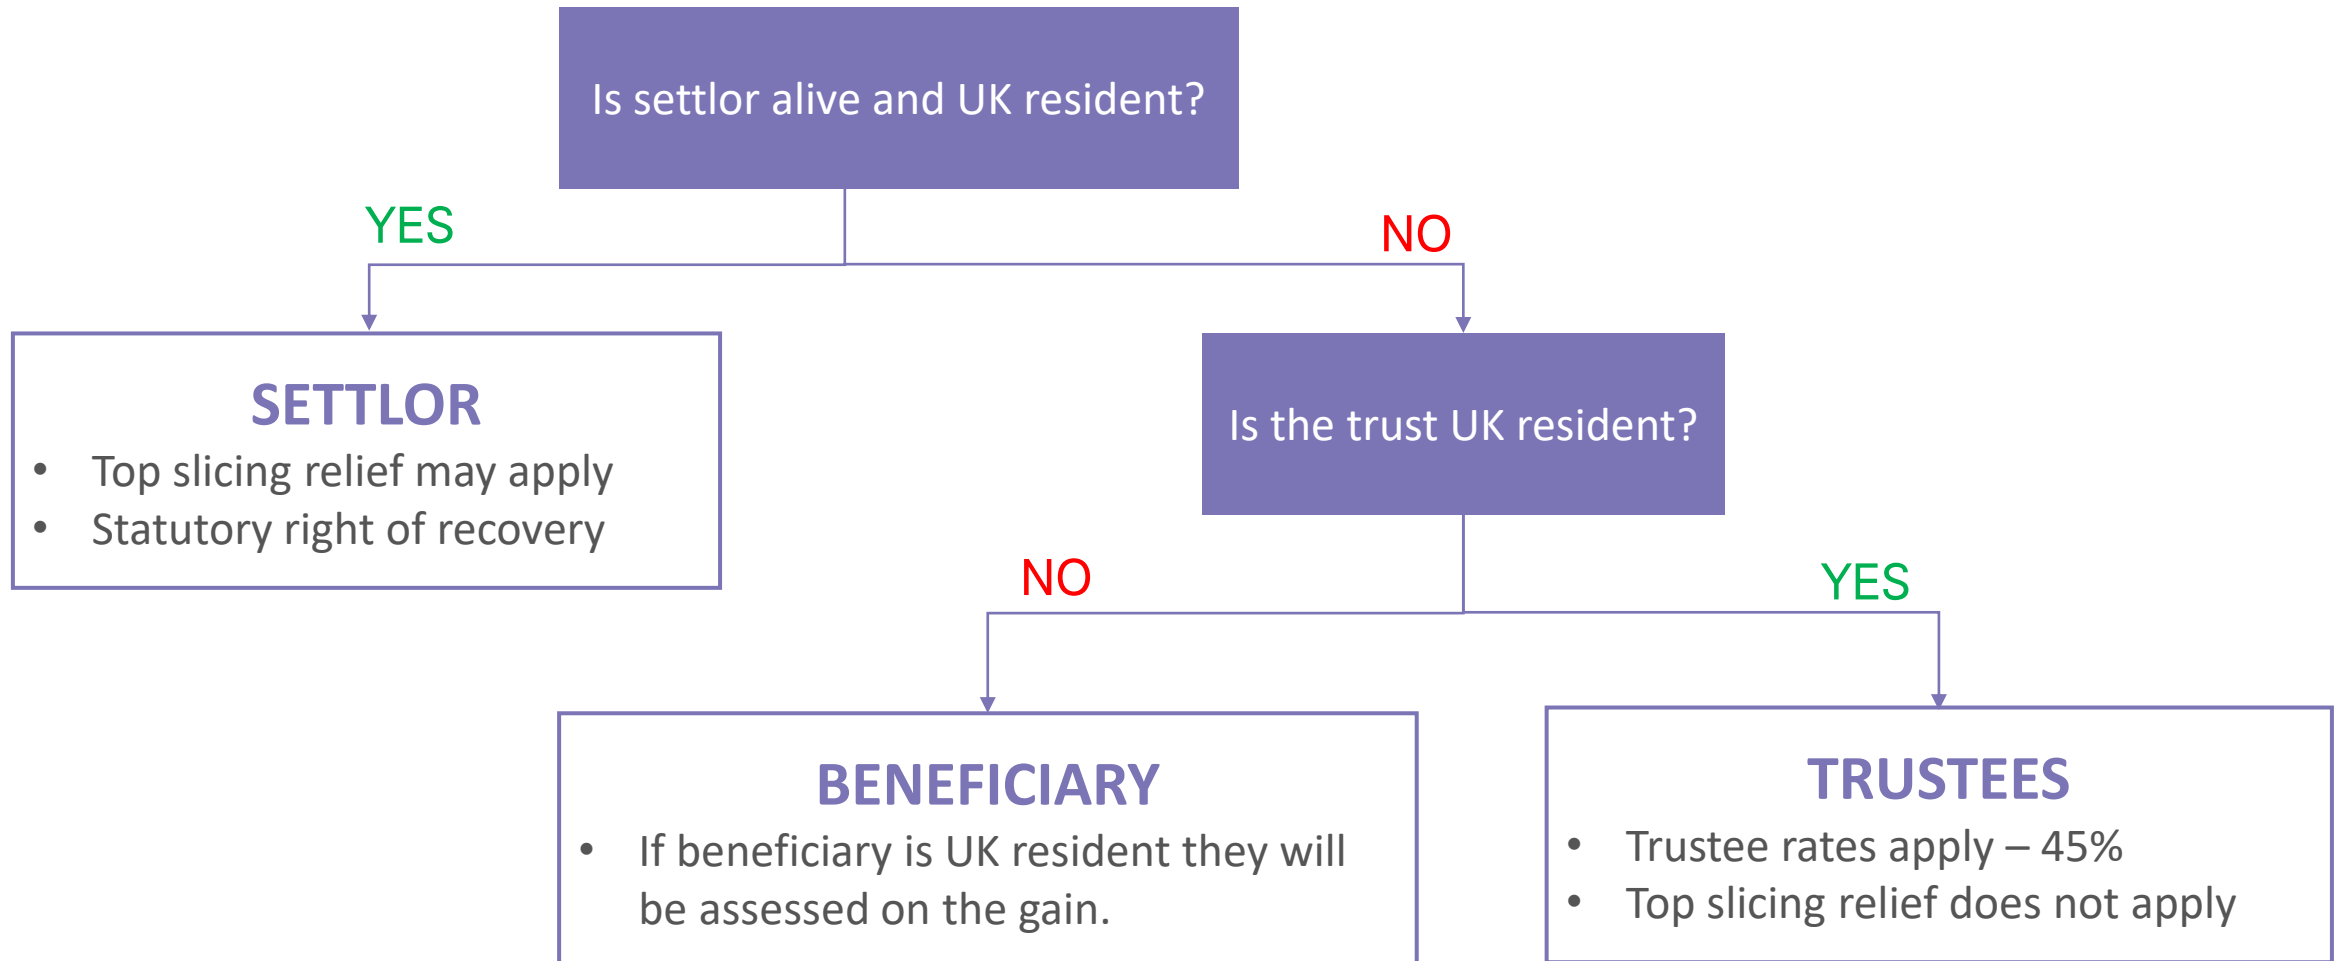 Is settlor alive and UK resident?
YES
NO
SETTLOR
• Top slicing relief may apply
• Statutory right of recovery
Is the trust UK resident?
NO
YES
BENEFICIARY
• If beneficiary is UK resident they will
be assessed on the gain.
TRUSTEES
• Trustee rates apply – 45%
• Top slicing relief does not apply